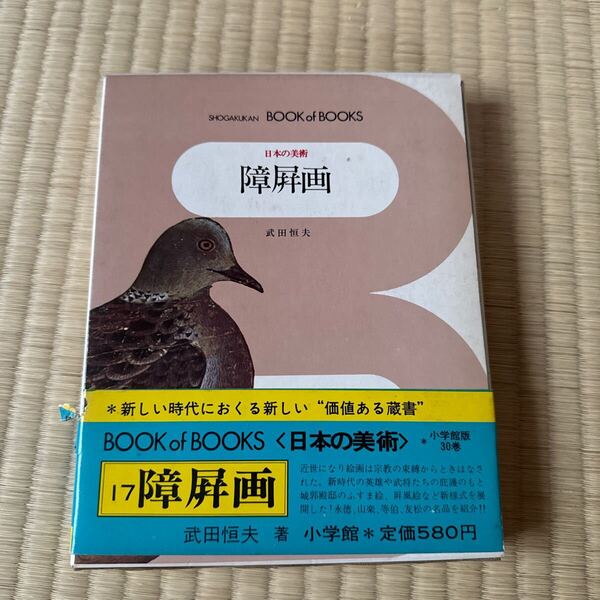 SHOGAKUKAN BOOK of BOOKS
日本の美術
障屏画
武田恒夫
*新しい時代におくる新しい“価値ある蔵書”
BOOK of BOOKS〈日本の美術〉*小学館版
30巻
17障屏画
近世になり絵画は宗教の束縛からときはなさ
れた。新時代の英雄や武将たちの庇護のもと
城郭殿邸のふすま絵、屛風絵など新様式を展
開した!永徳、山楽、等伯、友松の名品を紹介!!
武田恒夫 著 小学館*定価580円